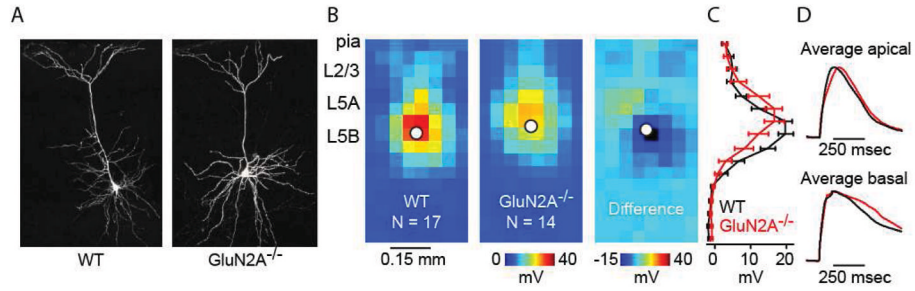 A
WT
GluN2A⁻/⁻
B
pia
L2/3
L5A
L5B
WT
N = 17
GluN2A⁻/⁻
N = 14
Difference
0.15 mm
0 40
mV
-15 40
mV
C
WT
GluN2A⁻/⁻
0 10 20
mV
D
Average apical
250 msec
Average basal
250 msec